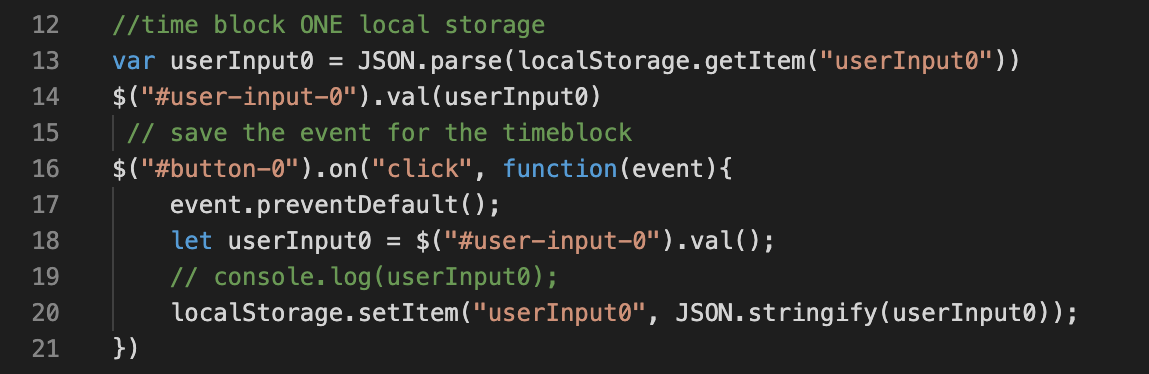 12 //time block ONE local storage
13 var userInput0 = JSON.parse(localStorage.getItem("userInput0"))
14 $("#user-input-0").val(userInput0)
15 // save the event for the timeblock
16 $("#button-0").on("click", function(event){
17 event.preventDefault();
18 let userInput0 = $("#user-input-0").val();
19 // console.log(userInput0);
20 localStorage.setItem("userInput0", JSON.stringify(userInput0));
21 })